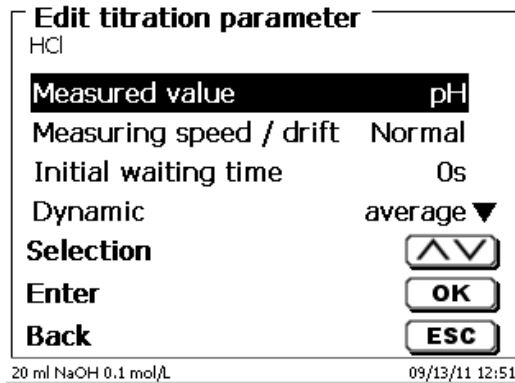 Edit titration parameter
HCl
Measured value pH
Measuring speed / drift Normal
Initial waiting time 0s
Dynamic average
Selection
Enter OK
Back ESC
20 ml NaOH 0.1 mol/L 09/13/11 12:51